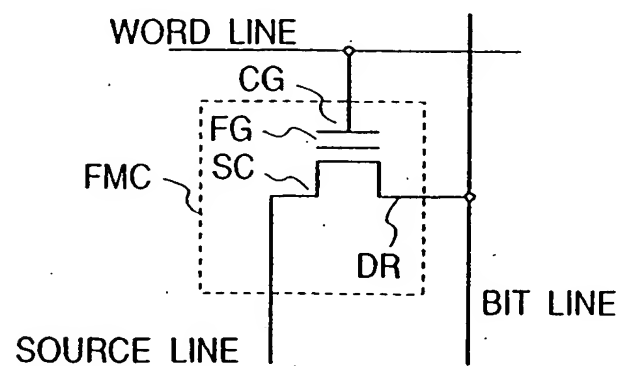 WORD LINE
CG
FG
SC
FMC
DR
BIT LINE
SOURCE LINE